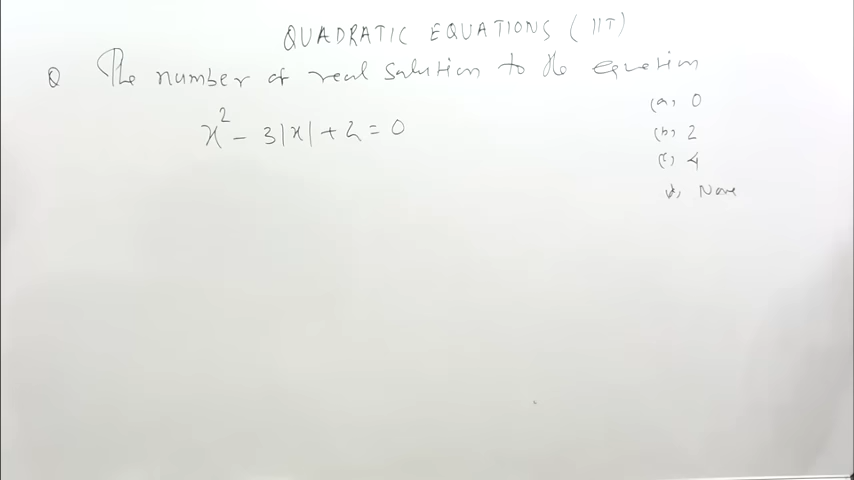 QUADRATIC EQUATIONS (IIT)
Q The number of real solution to the equation
x² - 3|x| + 2 = 0
(a) 0
(b) 2
(c) 4
(d) None